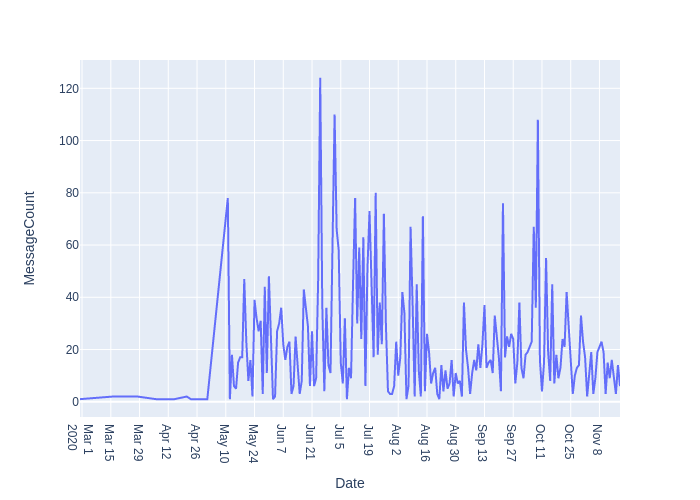 120
100
80
60
40
20
0
MessageCount
Mar 1
2020
Mar 15
Mar 29
Apr 12
Apr 26
May 10
May 24
Jun 7
Jun 21
Jul 5
Jul 19
Aug 2
Aug 16
Aug 30
Sep 13
Sep 27
Oct 11
Oct 25
Nov 8
Date